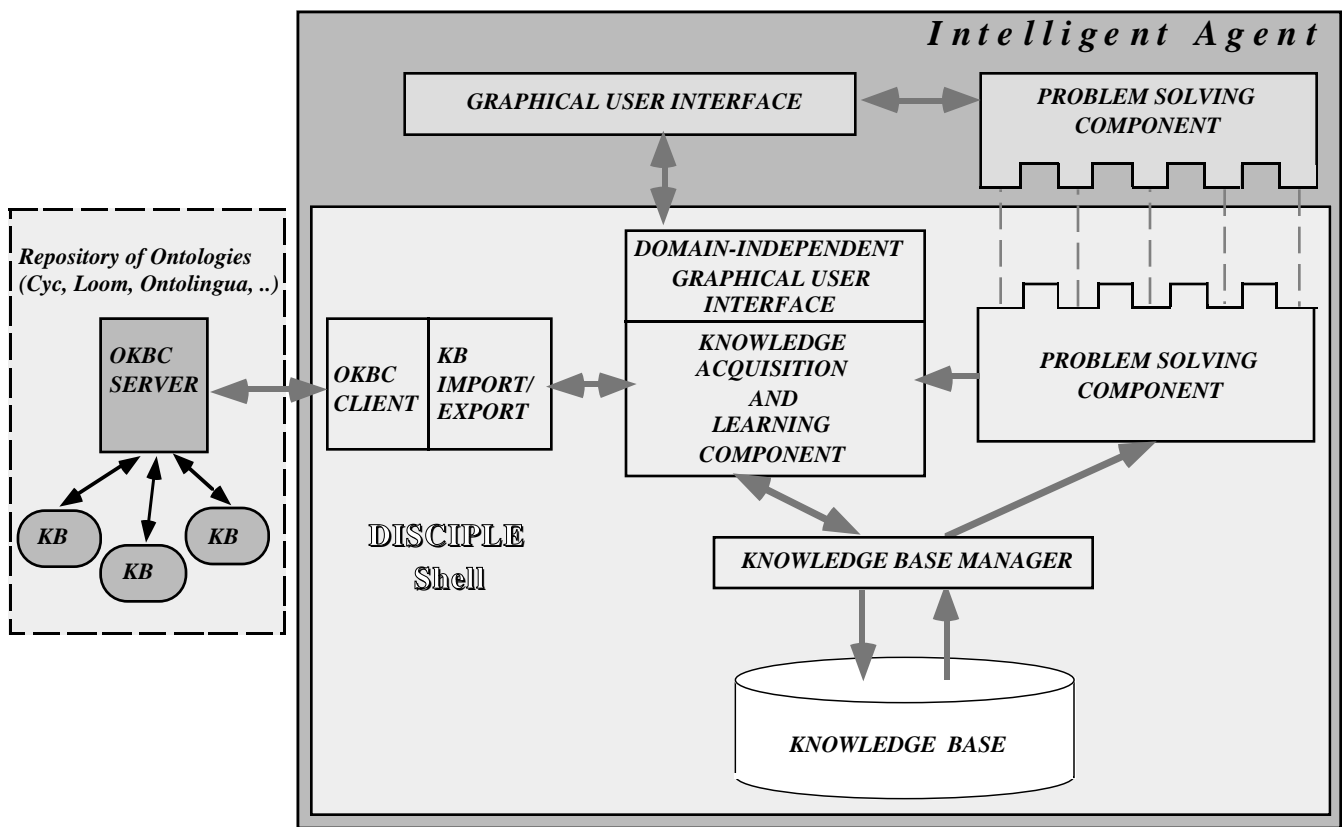 Intelligent Agent
GRAPHICAL USER INTERFACE
PROBLEM SOLVING
COMPONENT
Repository of Ontologies
(Cyc, Loom, Ontolingua, ..)
OKBC
SERVER
KB
KB
KB
OKBC
CLIENT
KB
IMPORT/
EXPORT
DOMAIN-INDEPENDENT
GRAPHICAL USER
INTERFACE
KNOWLEDGE
ACQUISITION
AND
LEARNING
COMPONENT
PROBLEM SOLVING
COMPONENT
DISCIPLE
Shell
KNOWLEDGE BASE MANAGER
KNOWLEDGE BASE